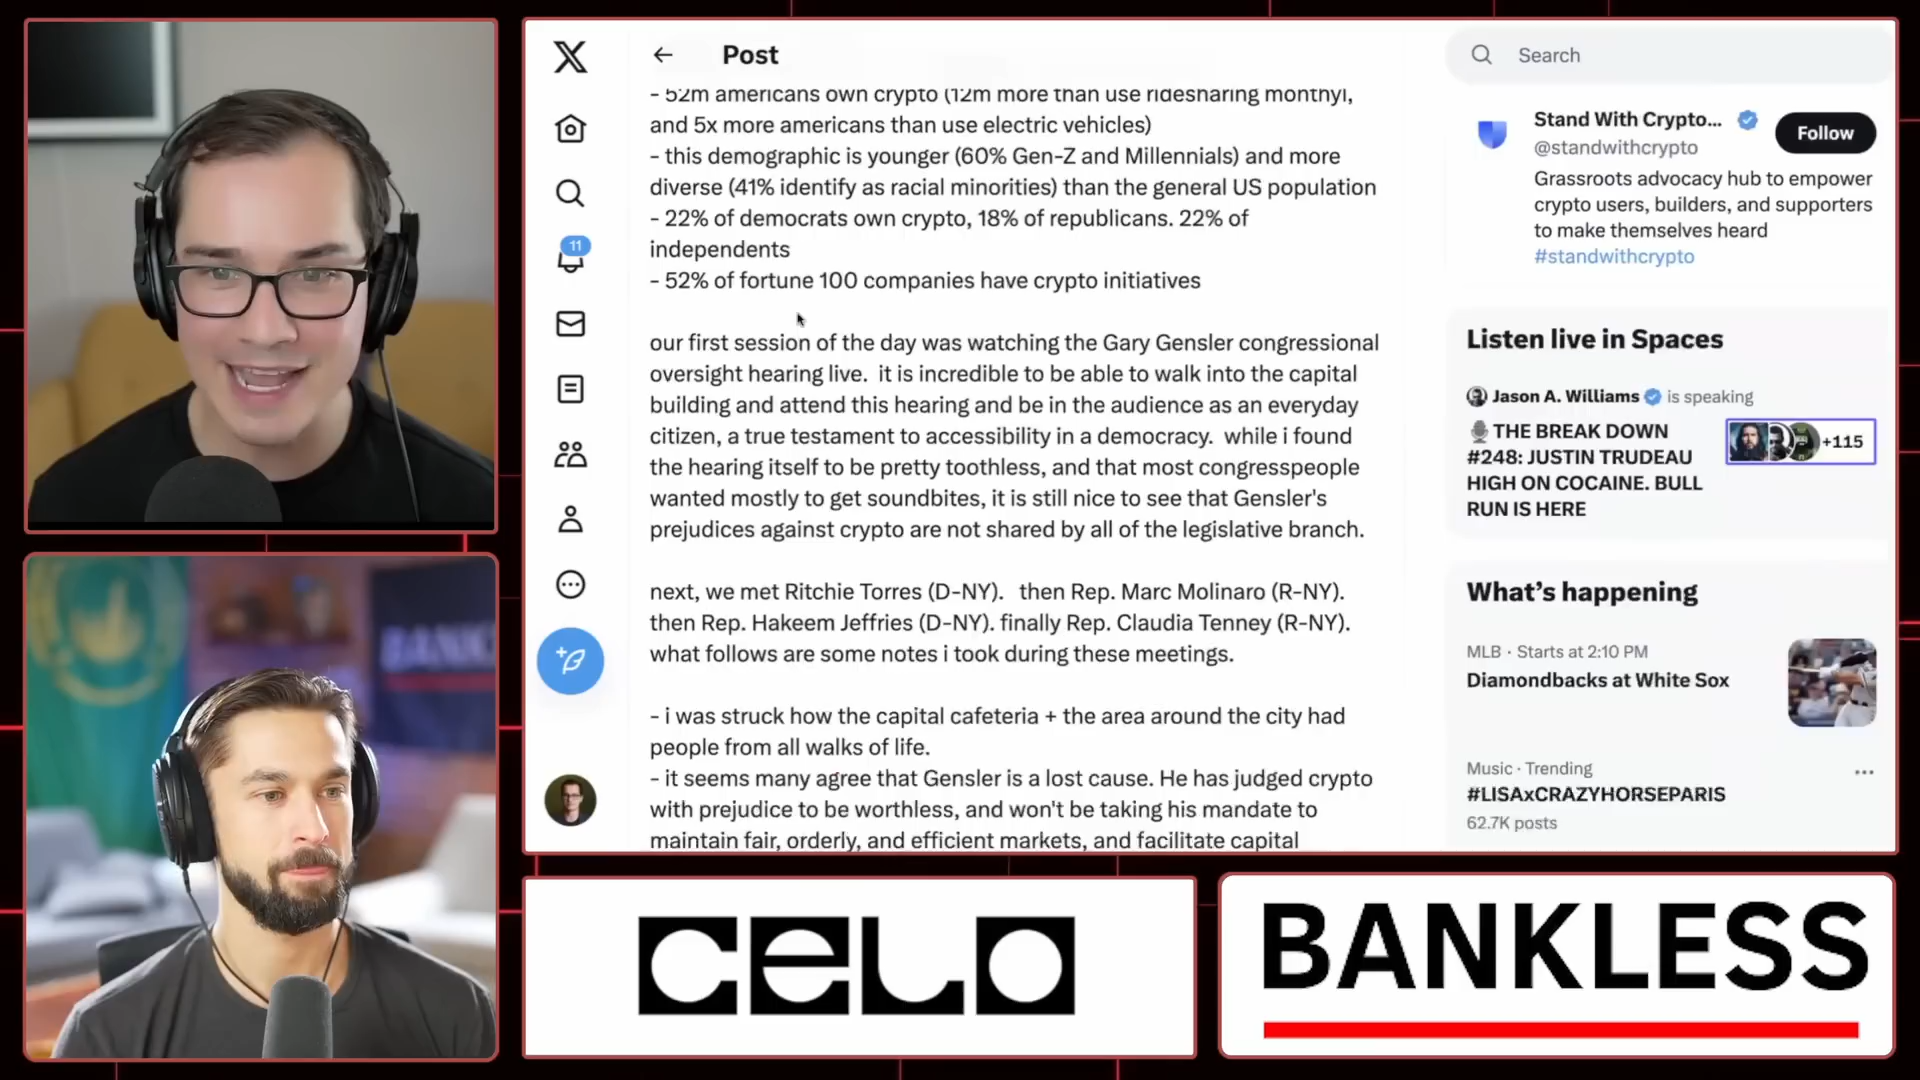 Post
- 52m americans own crypto (12m more than use ridesharing monthyl,
and 5x more americans than use electric vehicles)
- this demographic is younger (60% Gen-Z and Millennials) and more
diverse (41% identify as racial minorities) than the general US population
- 22% of democrats own crypto, 18% of republicans. 22% of
independents
- 52% of fortune 100 companies have crypto initiatives
our first session of the day was watching the Gary Gensler congressional
oversight hearing live.  it is incredible to be able to walk into the capital
building and attend this hearing and be in the audience as an everyday
citizen, a true testament to accessibility in a democracy.  while i found
the hearing itself to be pretty toothless, and that most congresspeople
wanted mostly to get soundbites, it is still nice to see that Gensler's
prejudices against crypto are not shared by all of the legislative branch.
next, we met Ritchie Torres (D-NY).   then Rep. Marc Molinaro (R-NY).
then Rep. Hakeem Jeffries (D-NY). finally Rep. Claudia Tenney (R-NY).
what follows are some notes i took during these meetings.
- i was struck how the capital cafeteria + the area around the city had
people from all walks of life.
- it seems many agree that Gensler is a lost cause. He has judged crypto
with prejudice to be worthless, and won't be taking his mandate to
maintain fair, orderly, and efficient markets, and facilitate capital
11
Search
Stand With Crypto...
@standwithcrypto
Follow
Grassroots advocacy hub to empower
crypto users, builders, and supporters
to make themselves heard
#standwithcrypto
Listen live in Spaces
Jason A. Williams is speaking
THE BREAK DOWN
#248: JUSTIN TRUDEAU
HIGH ON COCAINE. BULL
RUN IS HERE
+115
What's happening
MLB · Starts at 2:10 PM
Diamondbacks at White Sox
Music · Trending
#LISAxCRAZYHORSEPARIS
62.7K posts
CELO
BANKLESS